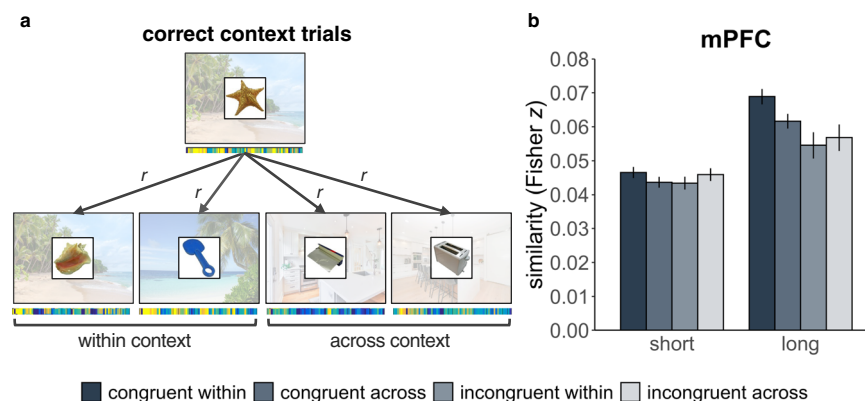 a
correct context trials
r
r
r
r
within context
across context
b
mPFC
similarity (Fisher z)
0.08
0.07
0.06
0.05
0.04
0.03
0.02
0.01
0.00
short
long
congruent within
congruent across
incongruent within
incongruent across